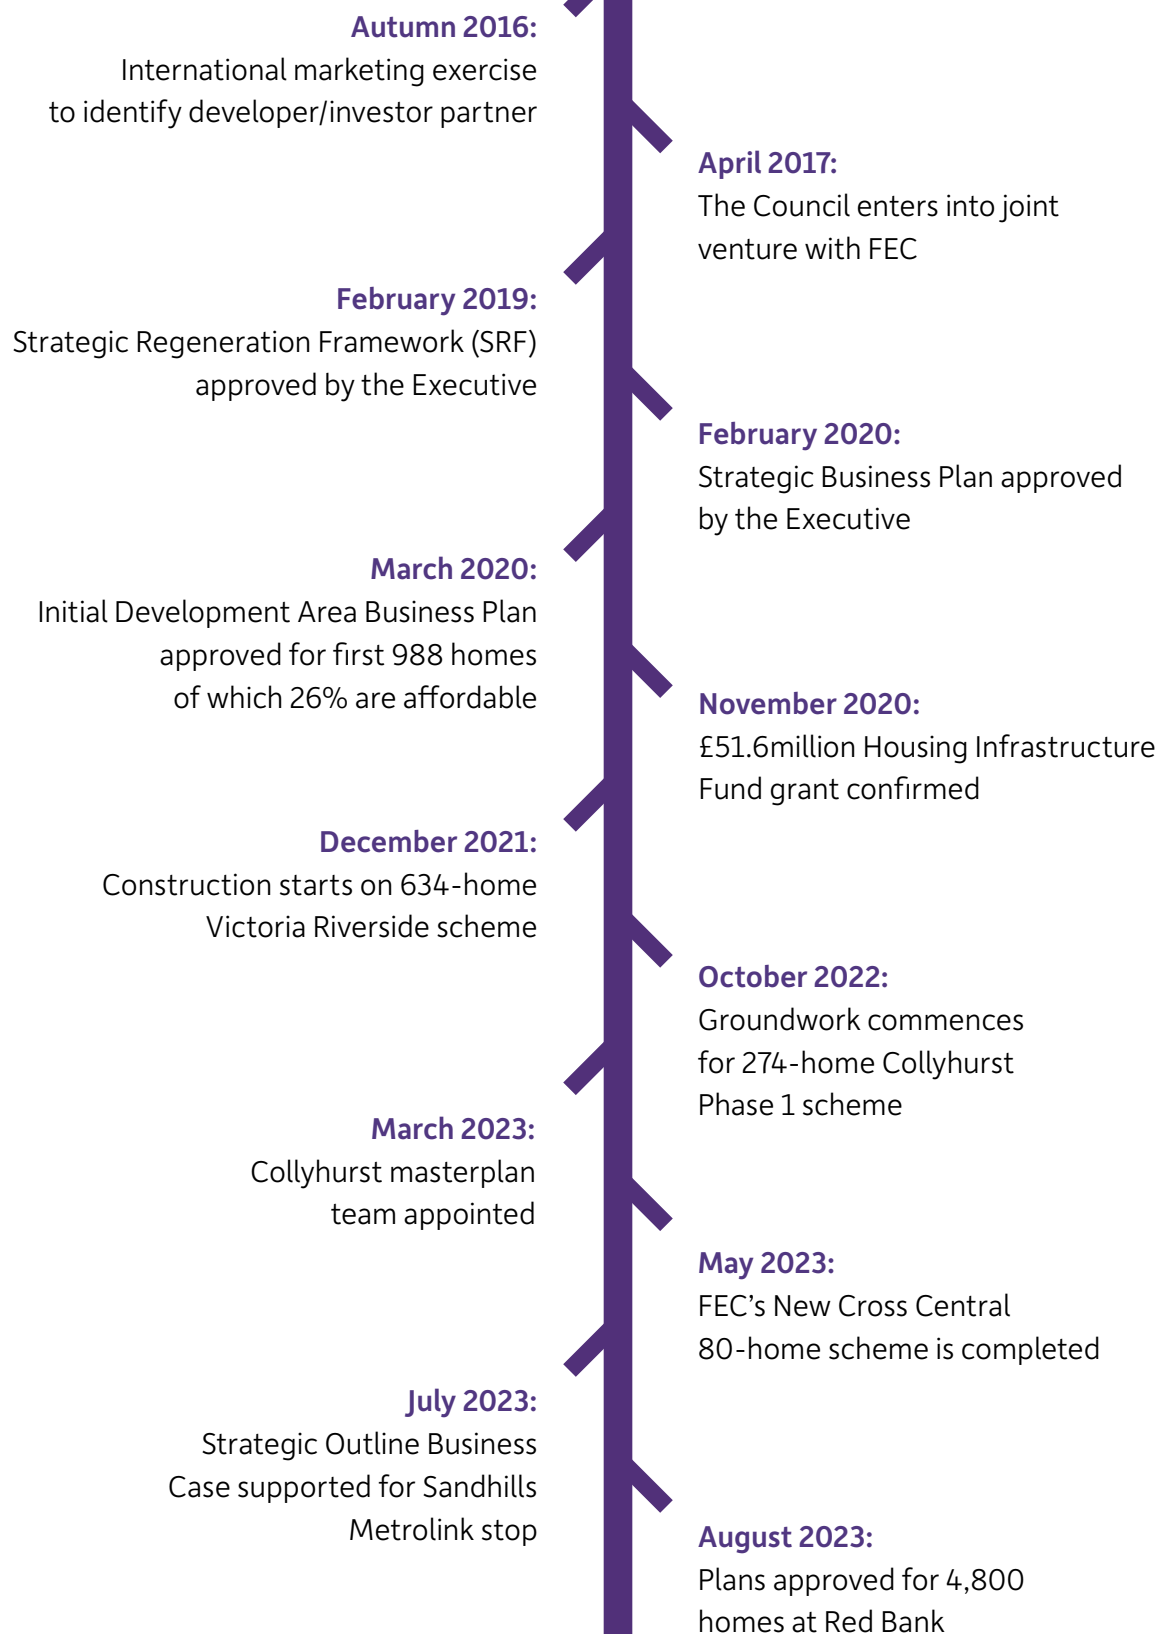 Autumn 2016:
International marketing exercise
to identify developer/investor partner
April 2017:
The Council enters into joint
venture with FEC
February 2019:
Strategic Regeneration Framework (SRF)
approved by the Executive
February 2020:
Strategic Business Plan approved
by the Executive
March 2020:
Initial Development Area Business Plan
approved for first 988 homes
of which 26% are affordable
November 2020:
£51.6million Housing Infrastructure
Fund grant confirmed
December 2021:
Construction starts on 634-home
Victoria Riverside scheme
October 2022:
Groundwork commences
for 274-home Collyhurst
Phase 1 scheme
March 2023:
Collyhurst masterplan
team appointed
May 2023:
FEC’s New Cross Central
80-home scheme is completed
July 2023:
Strategic Outline Business
Case supported for Sandhills
Metrolink stop
August 2023:
Plans approved for 4,800
homes at Red Bank